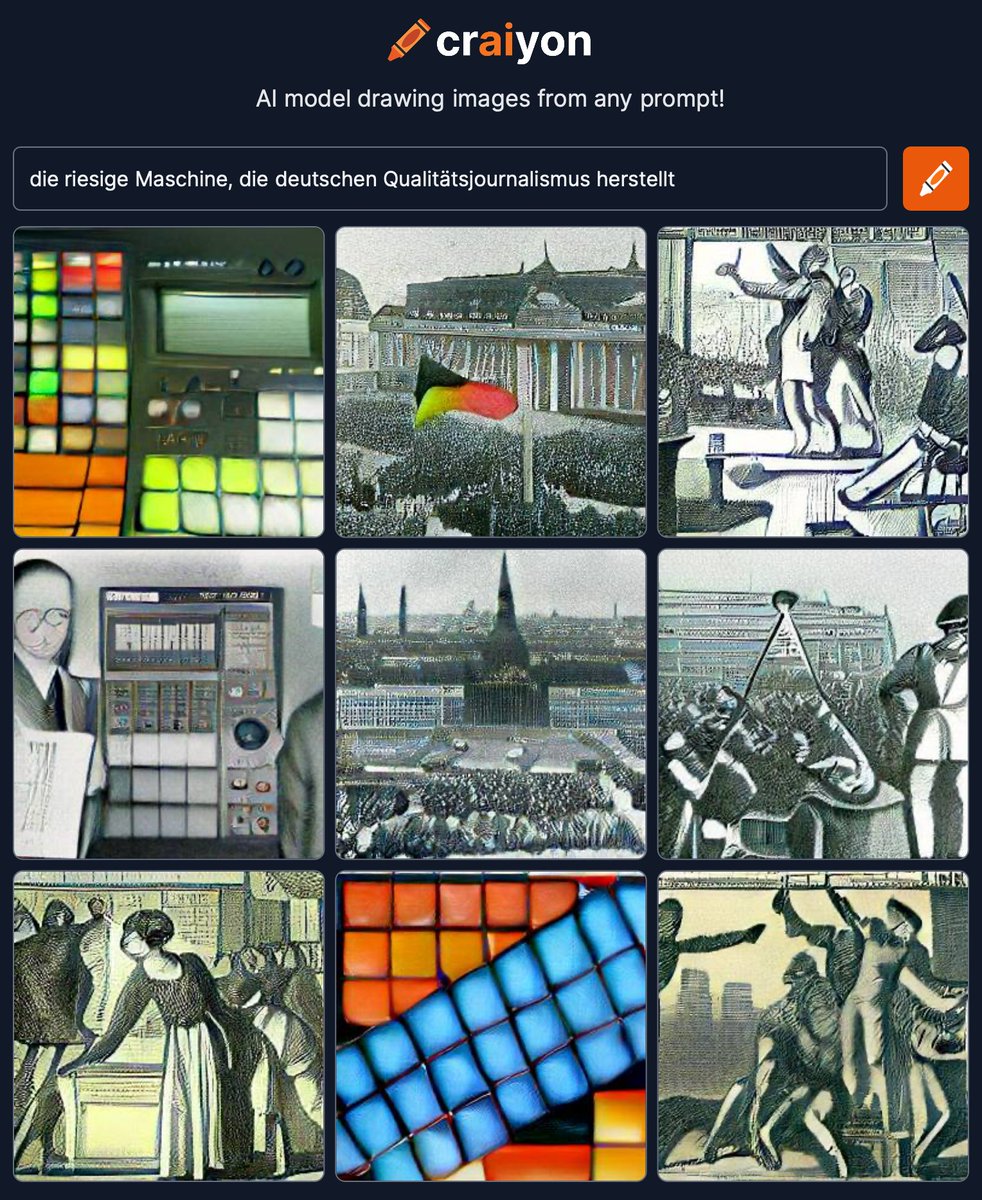 craiyon
AI model drawing images from any prompt!
die riesige Maschine, die deutschen Qualitätsjournalismus herstellt